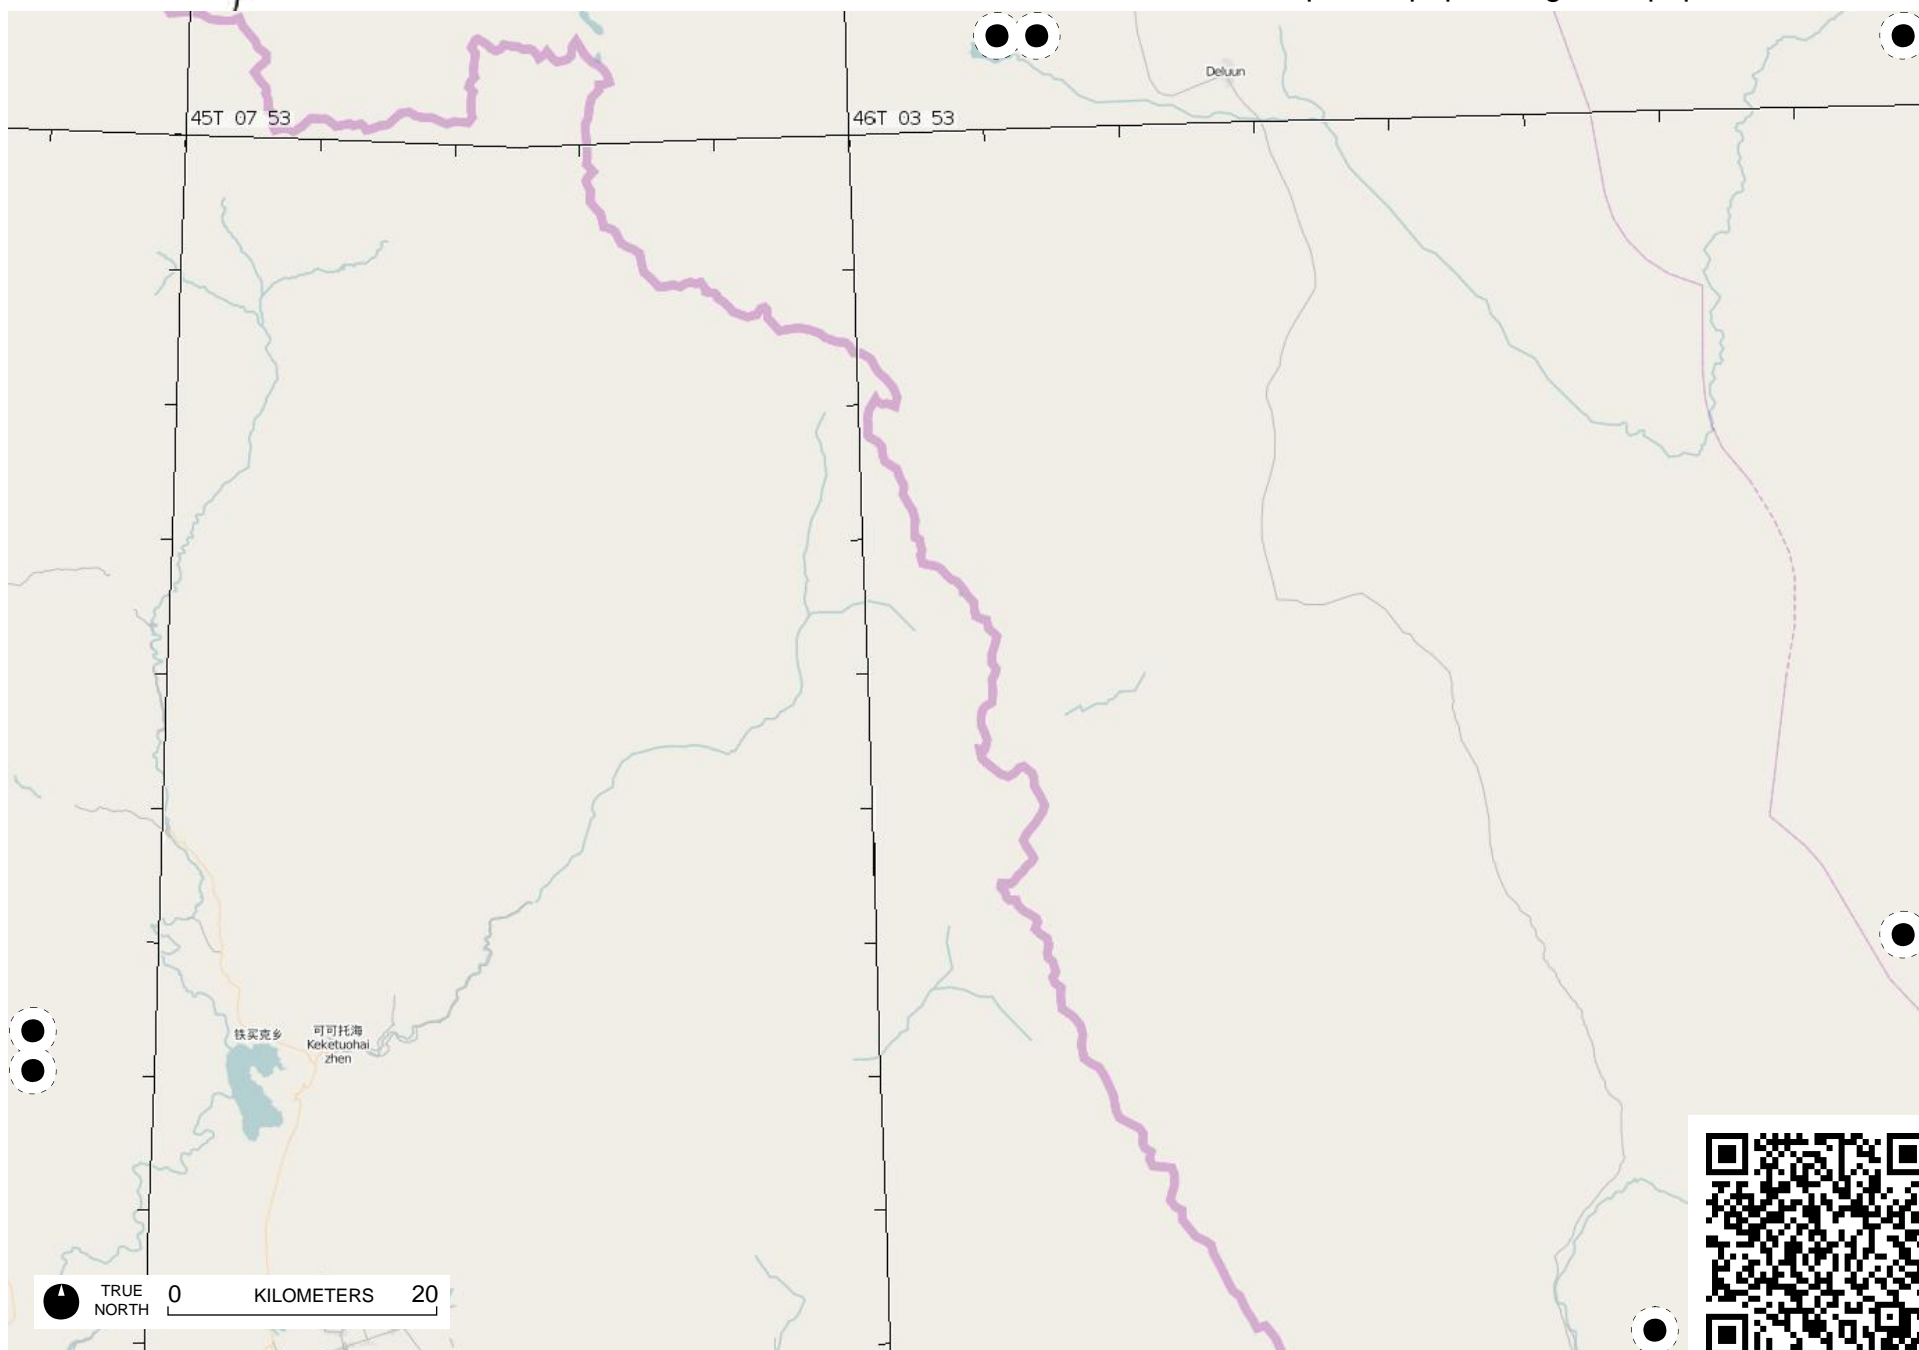 Deluun
45T 07 53
46T 03 53
铁买克乡
可可托海
Keketuohai
zhen
TRUE
NORTH
0 KILOMETERS 20